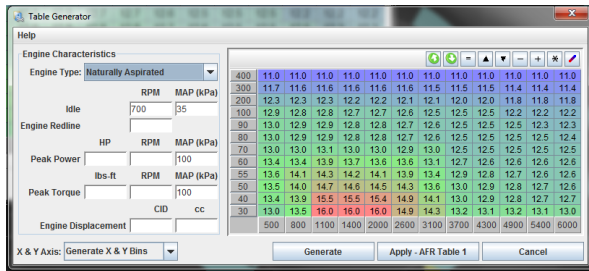 Table Generator
Help
Engine Characteristics
Engine Type: Naturally Aspirated
RPM MAP (kPa)
Idle 700 35
Engine Redline
HP RPM MAP (kPa)
Peak Power 100
lbs-ft RPM MAP (kPa)
Peak Torque 100
CID cc
Engine Displacement
= - + *
400 11.0 11.0 11.0 11.0 11.0 11.0 11.0 11.0 11.0 11.0 11.0 11.0
300 11.7 11.6 11.6 11.6 11.5 11.5 11.5 11.5 11.5 11.4 11.4 11.4
200 12.3 12.3 12.3 12.2 12.2 12.1 12.1 12.0 12.0 11.8 11.8 11.8
100 12.9 12.8 12.8 12.7 12.7 12.6 12.5 12.5 12.5 12.2 12.2 12.2
90 13.0 12.9 12.9 12.8 12.8 12.7 12.6 12.5 12.5 12.5 12.3 12.3
80 13.0 12.9 12.9 12.8 12.8 12.7 12.6 12.5 12.5 12.5 12.5 12.4
70 13.0 13.0 13.1 13.0 13.0 12.9 13.0 12.5 12.5 12.5 12.5 12.5
60 13.4 13.4 13.9 13.7 13.6 13.6 13.1 12.7 12.6 12.6 12.6 12.6
55 13.6 14.1 14.3 14.2 14.1 13.9 13.4 12.8 12.6 12.7 12.6 12.6
50 13.5 14.0 14.7 14.6 14.5 14.3 13.6 13.0 12.9 12.8 12.8 12.7
40 13.4 13.9 15.5 15.5 15.4 14.9 14.1 13.0 12.9 12.8 12.7 12.7
30 13.0 13.5 16.0 16.0 16.0 14.9 14.3 13.2 13.1 13.2 13.1 13.0
500 800 1100 1400 2000 2600 3100 3700 4300 4900 5400 6000
X & Y Axis: Generate X & Y Bins Generate Apply - AFR Table 1 Cancel